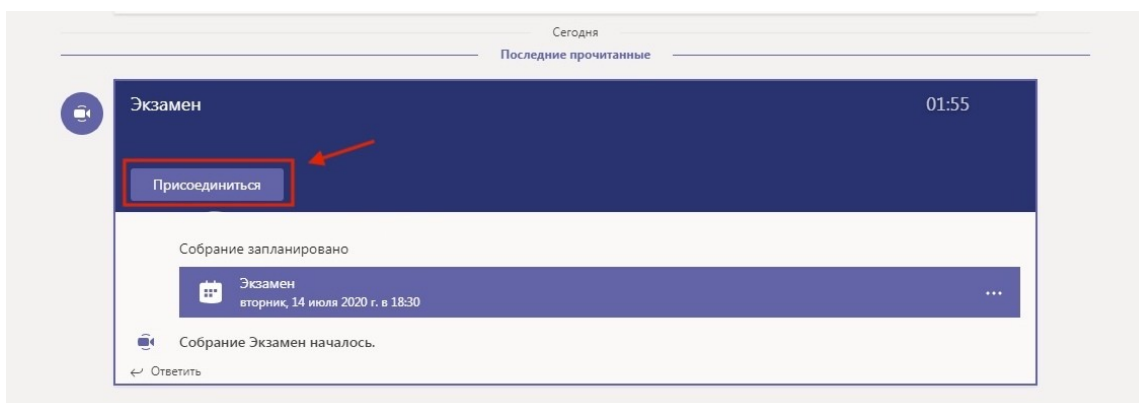 Сегодня
Последние прочитанные
Экзамен 01:55
Присоединиться
Собрание запланировано
Экзамен
вторник, 14 июля 2020 г. в 18:30
Собрание Экзамен началось.
Ответить